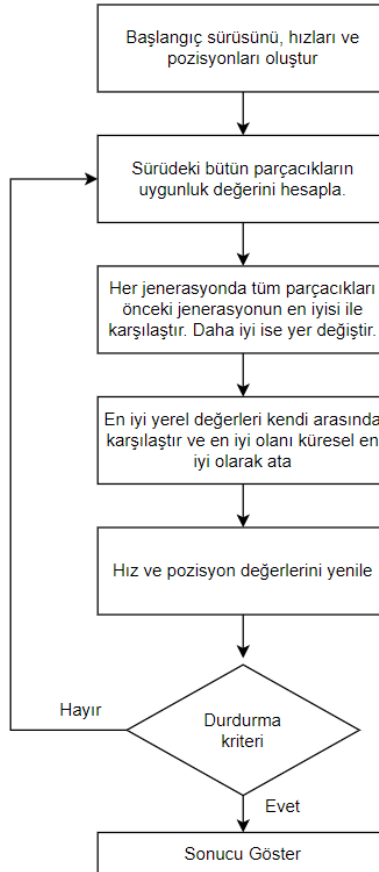 Başlangıç sürüsünü, hızları ve
pozisyonları oluştur
Sürüdeki bütün parçacıkların
uygunluk değerini hesapla.
Her jenerasyonda tüm parçacıkları
önceki jenerasyonun en iyisi ile
karşılaştır. Daha iyi ise yer değiştir.
En iyi yerel değerleri kendi arasında
karşılaştır ve en iyi olanı küresel en
iyi olarak ata
Hız ve pozisyon değerlerini yenile
Hayır
Durdurma
kriteri
Evet
Sonucu Göster